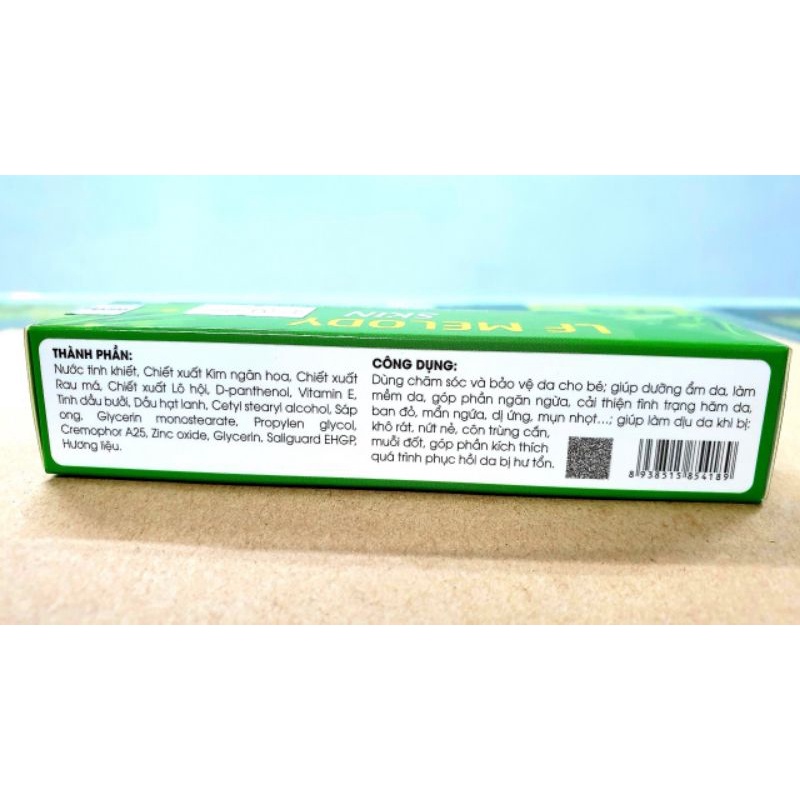 LF MELODY
SKIN
THÀNH PHẦN:
Nước tinh khiết, Chiết xuất Kim ngân hoa, Chiết xuất
Rau má, Chiết xuất Lô hội, D-panthenol, Vitamin E,
Tinh dầu bưởi, Dầu hạt lanh, Cetyl stearyl alcohol, Sáp
ong, Glycerin monostearate, Propylen glycol,
Cremophor A25, Zinc oxide, Glycerin, Saliguard EHGP,
Hương liệu.
CÔNG DỤNG:
Dùng chăm sóc và bảo vệ da cho bé; giúp dưỡng ẩm da, làm
mềm da, góp phần ngăn ngừa, cải thiện tình trạng hăm da,
ban đỏ, mẩn ngứa, dị ứng, mụn nhọt...; giúp làm dịu da khi bị:
khô rát, nứt nẻ, côn trùng cắn,
muỗi đốt, góp phần kích thích
quá trình phục hồi da bị hư tổn.
8 938515 854189